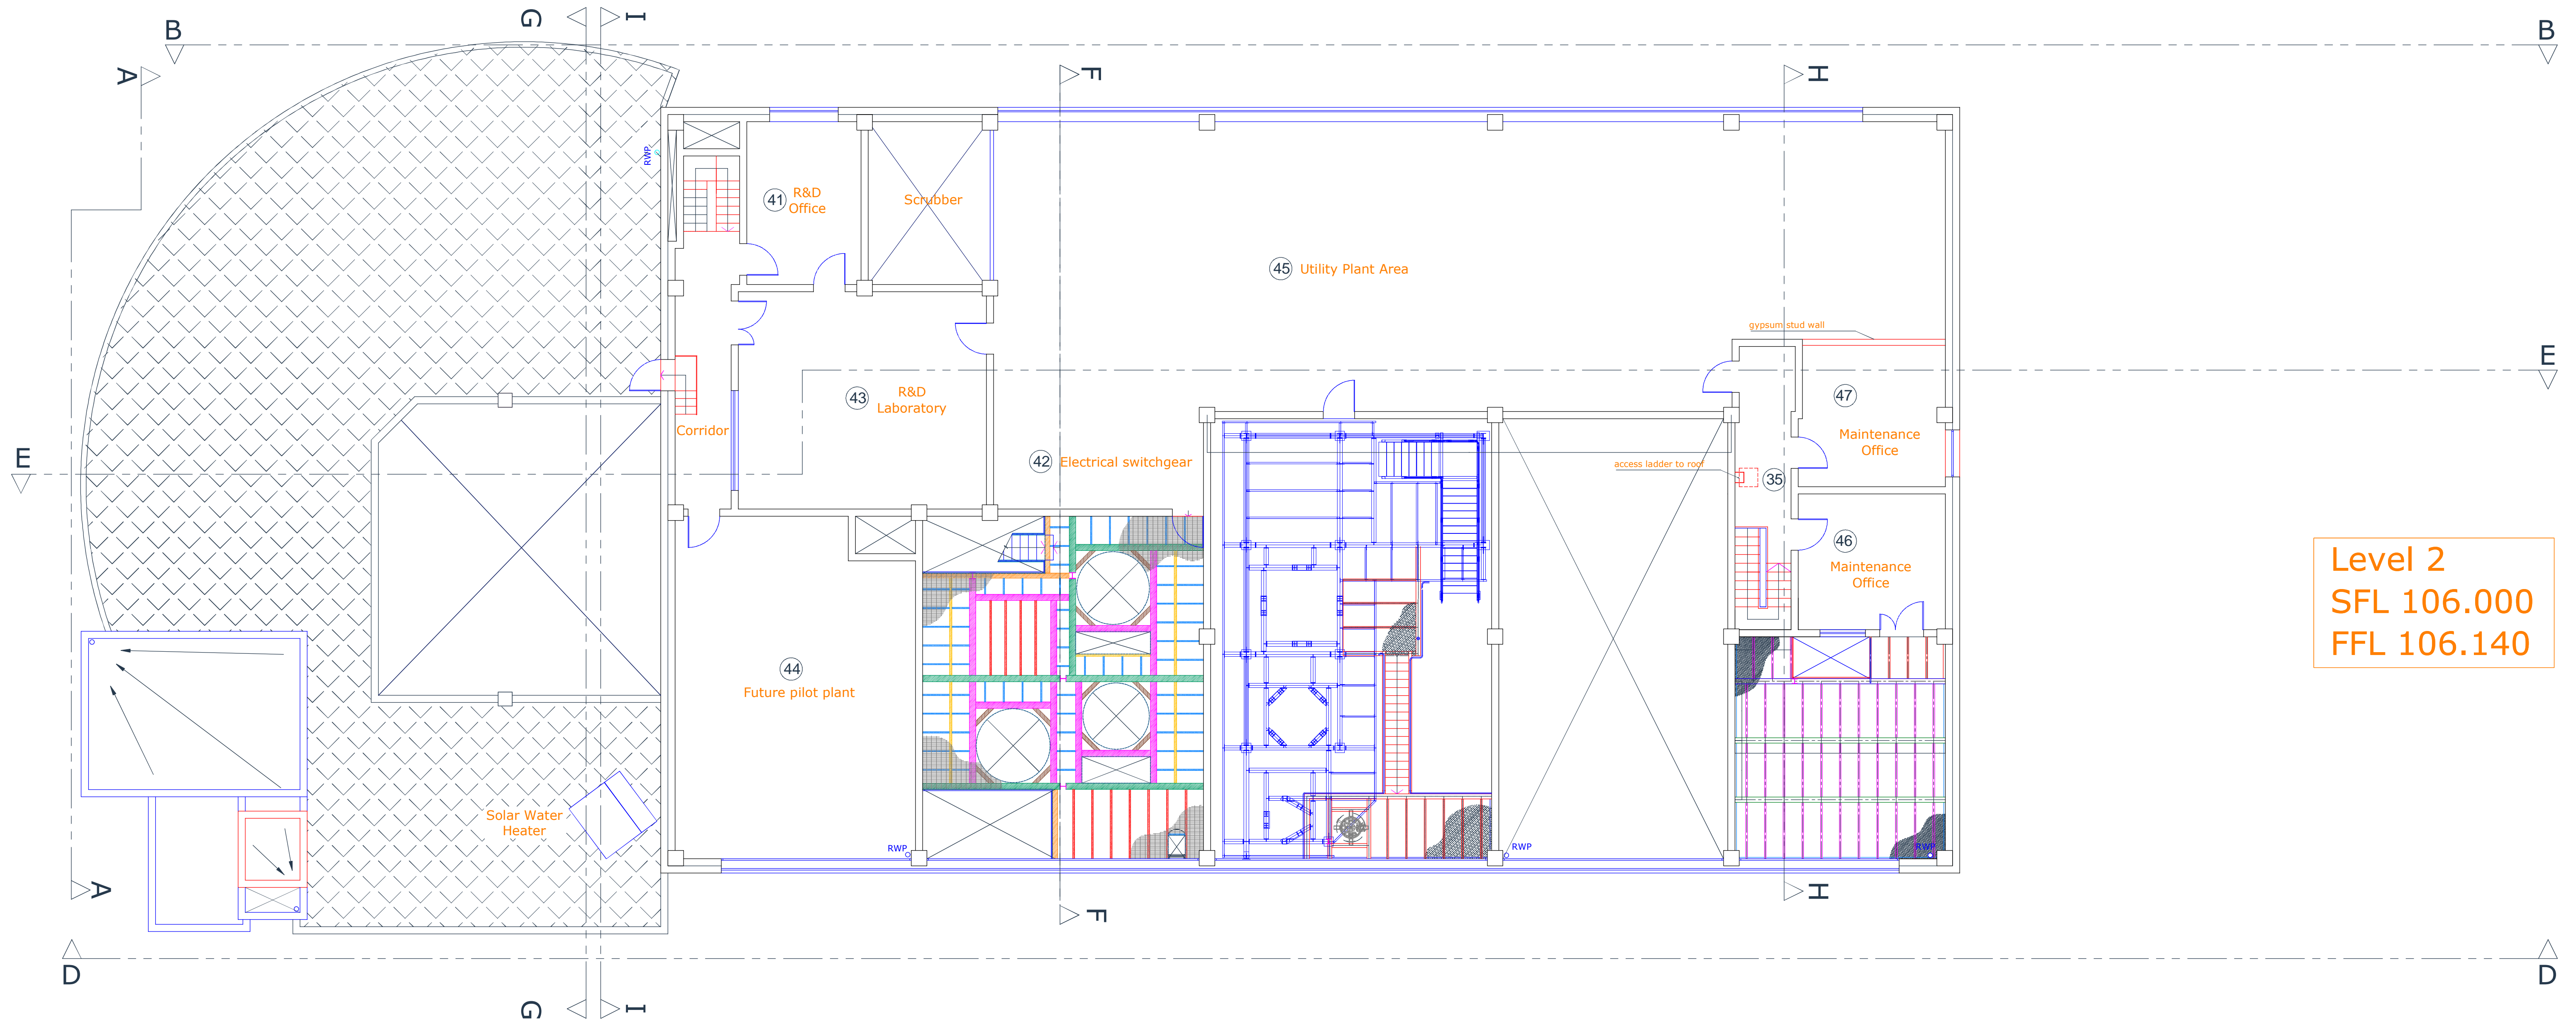 G
I
B
B
A
F
H
RWP
41
R&D
Office
Scrubber
45
Utility Plant Area
gypsum stud wall
E
43
R&D
Laboratory
47
Corridor
Maintenance
Office
E
42
Electrical switchgear
access ladder to roof
35
46
Maintenance
Office
Level 2
SFL 106.000
FFL 106.140
44
Future pilot plant
Solar Water
Heater
RWP
RWP
RWP
A
F
H
D
D
G
I